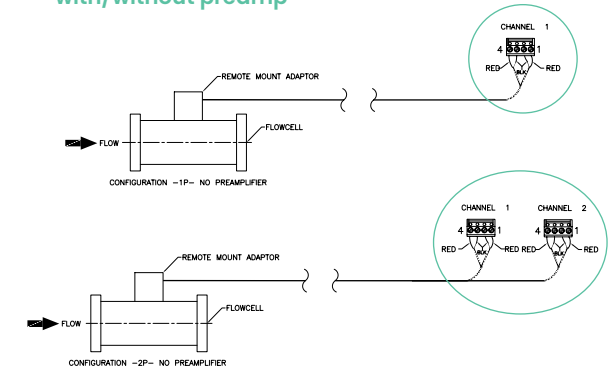 with/without preamp
CHANNEL 1
4 1
RED BLK RED
REMOTE MOUNT ADAPTOR
FLOWCELL
FLOW
CONFIGURATION -1P- NO PREAMPLIFIER
CHANNEL 1 CHANNEL 2
4 1 4 1
RED BLK RED RED BLK RED
REMOTE MOUNT ADAPTOR
FLOWCELL
FLOW
CONFIGURATION -2P- NO PREAMPLIFIER